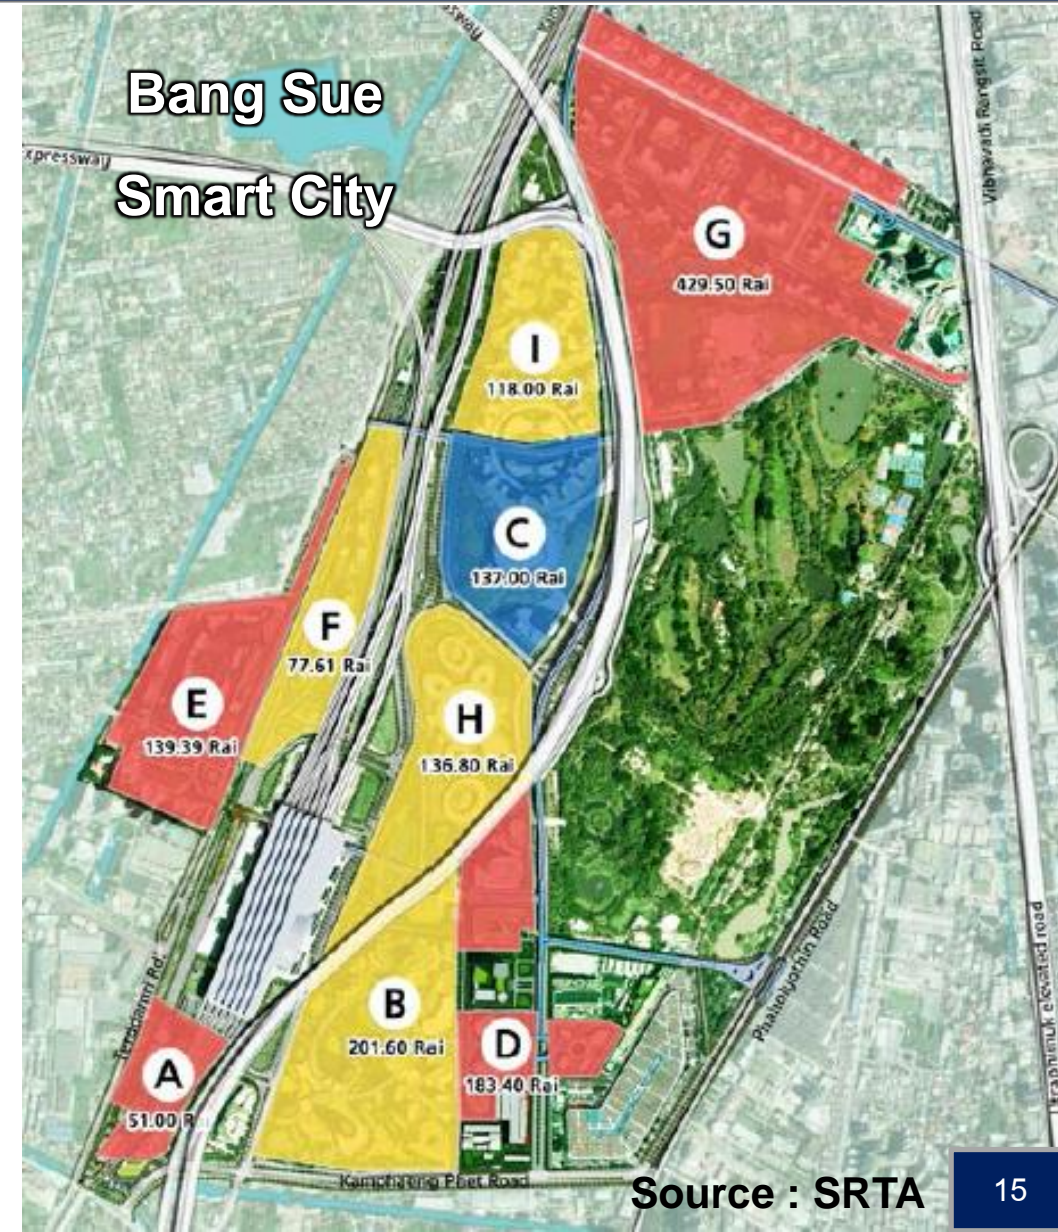 Bang Sue
Smart City
Vibhavadi Rangsit Road
G
429.50 Rai
I
118.00 Rai
C
137.00 Rai
F
77.61 Rai
E
139.39 Rai
H
136.80 Rai
B
201.60 Rai
D
183.40 Rai
A
51.00
Phaholyothin Road
elevated road
Kamphaeng Phet Road
Source : SRTA
15